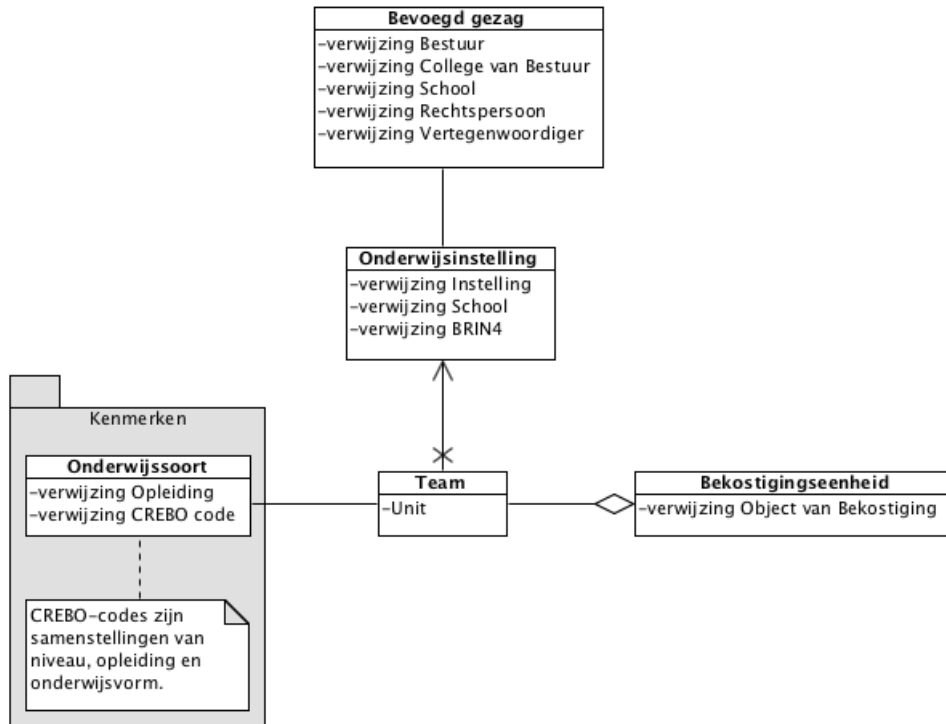 Bevoegd gezag
-verwijzing Bestuur
-verwijzing College van Bestuur
-verwijzing School
-verwijzing Rechtspersoon
-verwijzing Vertegenwoordiger
Onderwijsinstelling
-verwijzing Instelling
-verwijzing School
-verwijzing BRIN4
Kenmerken
Onderwijssoort
-verwijzing Opleiding
-verwijzing CREBO code
Team
-Unit
Bekostigingseenheid
-verwijzing Object van Bekostiging
CREBO-codes zijn
samenstellingen van
niveau, opleiding en
onderwijsvorm.